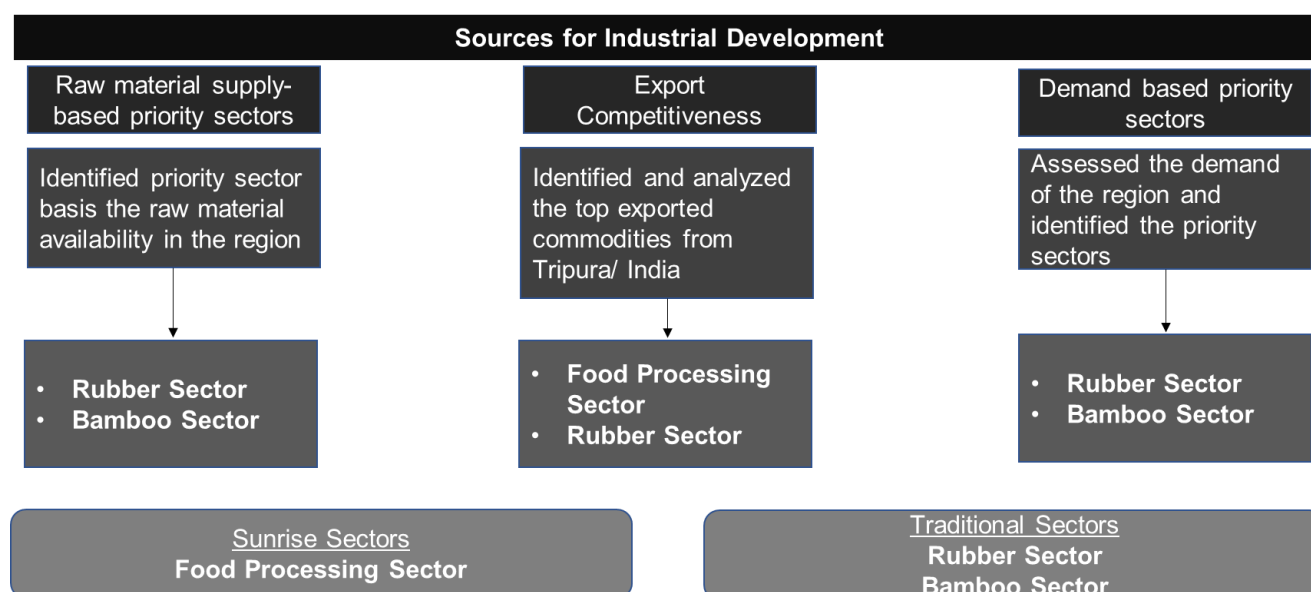 Sources for Industrial Development
Raw material supply-
based priority sectors
Identified priority sector
basis the raw material
availability in the region
• Rubber Sector
• Bamboo Sector
Export
Competitiveness
Identified and analyzed
the top exported
commodities from
Tripura/ India
• Food Processing
Sector
• Rubber Sector
Demand based priority
sectors
Assessed the demand
of the region and
identified the priority
sectors
• Rubber Sector
• Bamboo Sector
Sunrise Sectors
Food Processing Sector
Traditional Sectors
Rubber Sector
Bamboo Sector